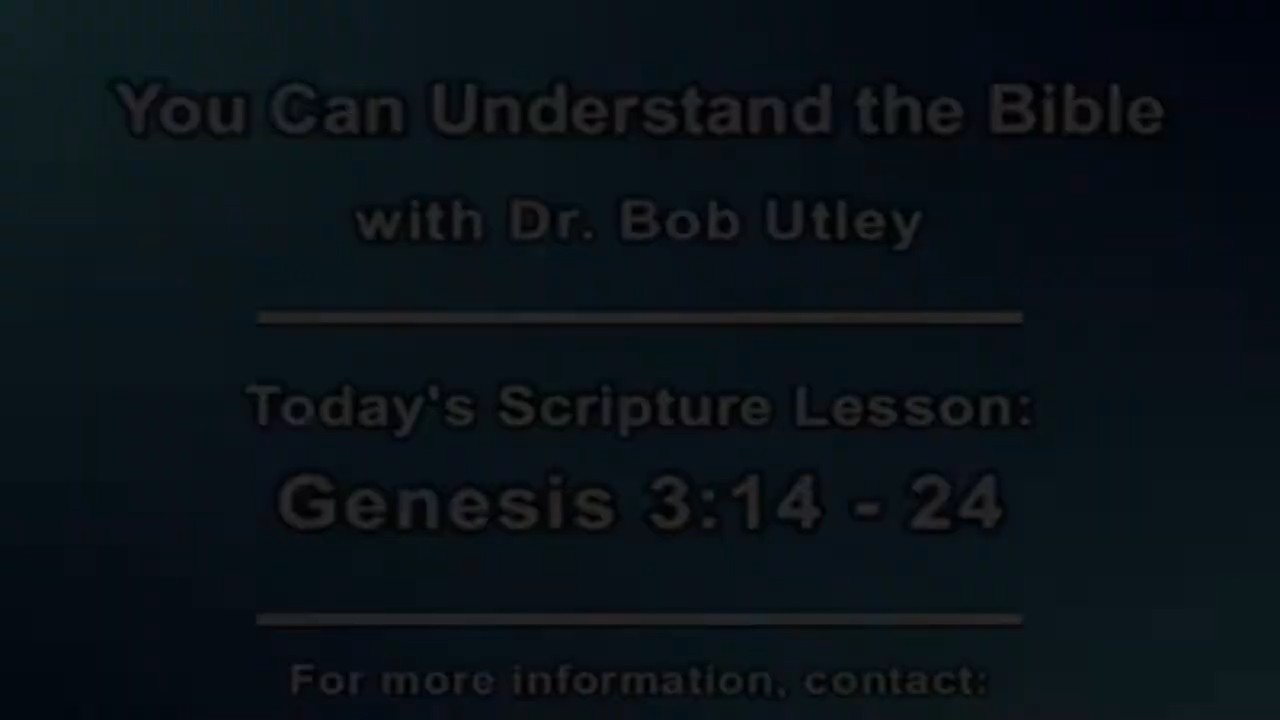 You Can Understand the Bible
with Dr. Bob Utley
Today's Scripture Lesson:
Genesis 3:14 - 24
For more information, contact: